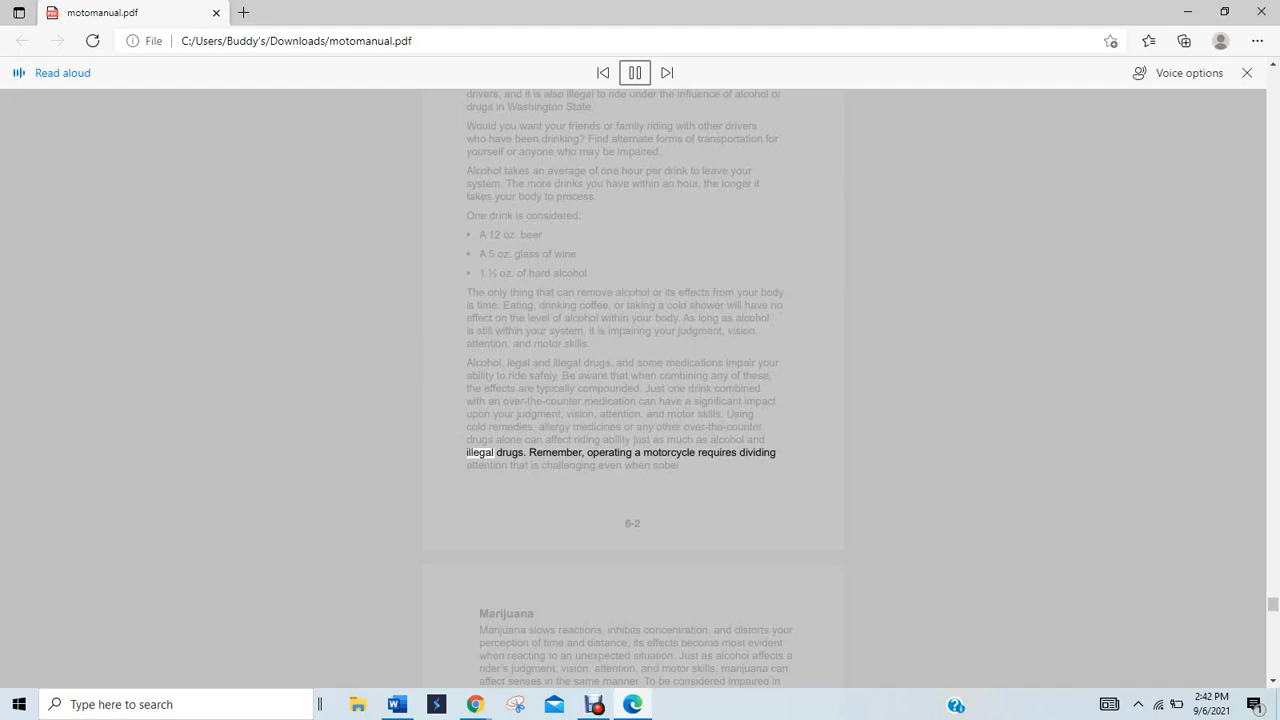 motomanual.pdf
File
C:/Users/Buddy's/Downloads/motomanual.pdf
Read aloud
Voice options
drivers, and it is also illegal to ride under the influence of alcohol or
drugs in Washington State.
Would you want your friends or family riding with other drivers
who have been drinking? Find alternate forms of transportation for
yourself or anyone who may be impaired.
Alcohol takes an average of one hour per drink to leave your
system. The more drinks you have within an hour, the longer it
takes your body to process.
One drink is considered:
• A 12 oz. beer
• A 5 oz. glass of wine
• 1 ½ oz. of hard alcohol
The only thing that can remove alcohol or its effects from your body
is time. Eating, drinking coffee, or taking a cold shower will have no
effect on the level of alcohol within your body. As long as alcohol
is still within your system, it is impairing your judgment, vision,
attention, and motor skills.
Alcohol, legal and illegal drugs, and some medications impair your
ability to ride safely. Be aware that when combining any of these,
the effects are typically compounded. Just one drink combined
with an over-the-counter medication can have a significant impact
upon your judgment, vision, attention, and motor skills. Using
cold remedies, allergy medicines or any other over-the-counter
drugs alone can affect riding ability just as much as alcohol and
illegal drugs. Remember, operating a motorcycle requires dividing
attention that is challenging even when sober
6-2
Marijuana
Marijuana slows reactions, inhibits concentration, and distorts your
perception of time and distance; its effects become most evident
when reacting to an unexpected situation. Just as alcohol affects a
rider's judgment, vision, attention, and motor skills, marijuana can
affect senses in the same manner. To be considered impaired in
Type here to search
2:42 PM
9/6/2021